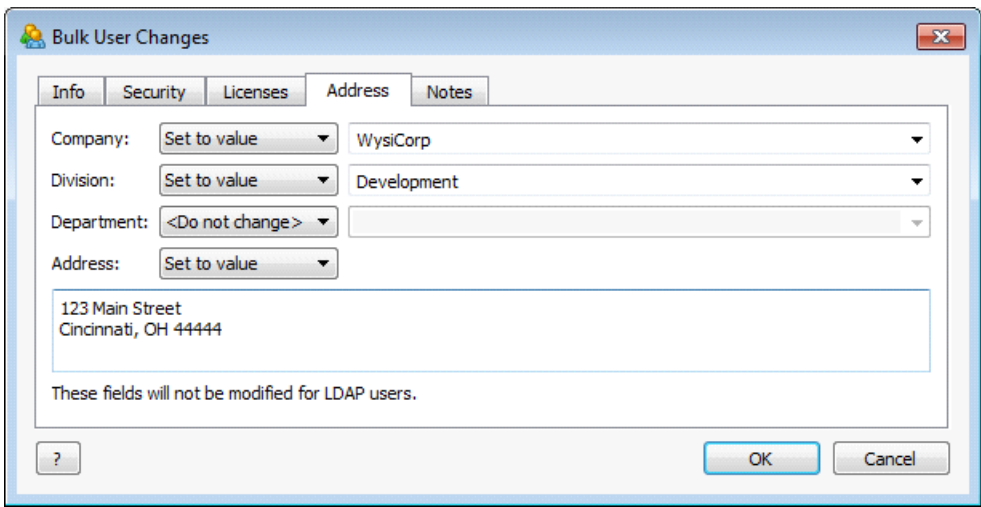 Bulk User Changes
Info Security Licenses Address Notes
Company: Set to value WysiCorp
Division: Set to value Development
Department: <Do not change>
Address: Set to value
123 Main Street
Cincinnati, OH 44444
These fields will not be modified for LDAP users.
? OK Cancel